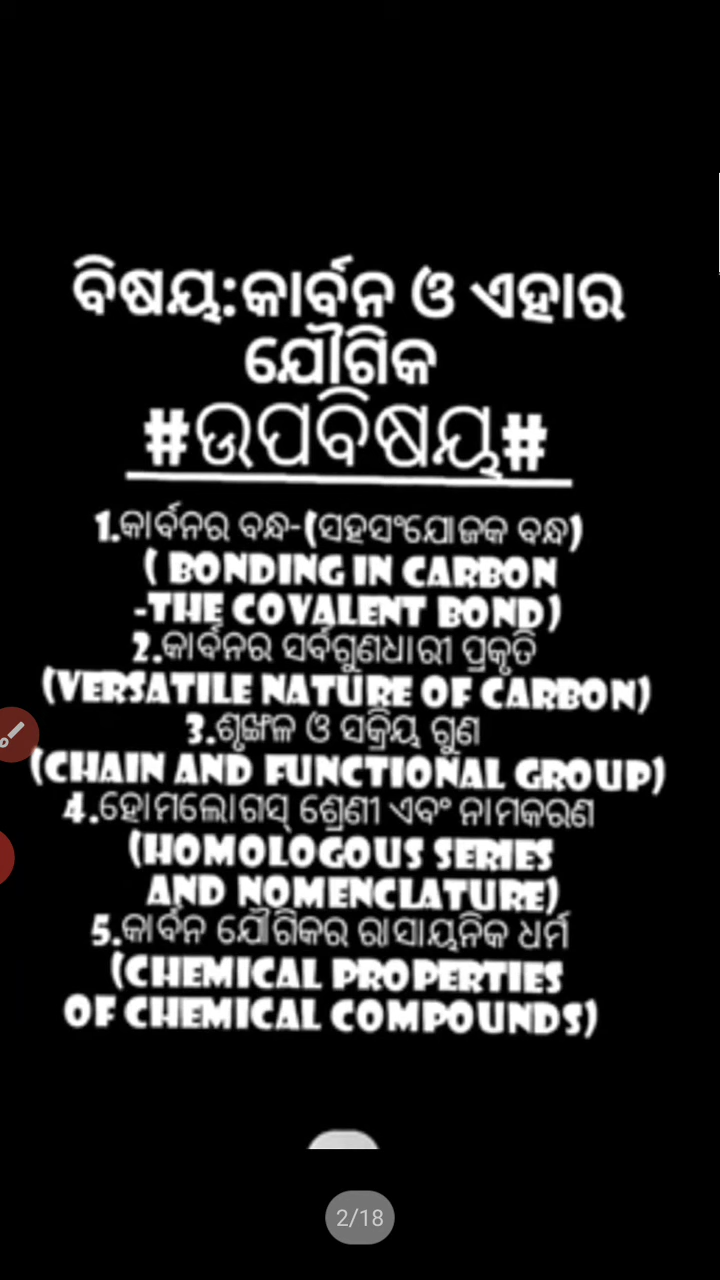 ବିଷୟ:କାର୍ବନ ଓ ଏହାର
ଯୌଗିକ
#ଉପବିଷୟ#
1.କାର୍ବନର ବନ୍ଧ-(ସହସଂଯୋଜକ ବନ୍ଧ)
( BONDING IN CARBON
-THE COVALENT BOND)
2.କାର୍ବନର ସର୍ବଗୁଣଧାରୀ ପ୍ରକୃତି
(VERSATILE NATURE OF CARBON)
3.ଶୃଙ୍ଖଳ ଓ ସକ୍ରିୟ ଗୁଣ
(CHAIN AND FUNCTIONAL GROUP)
4.ହୋମଲୋଗସ୍ ଶ୍ରେଣୀ ଏବଂ ନାମକରଣ
(HOMOLOGOUS SERIES
AND NOMENCLATURE)
5.କାର୍ବନ ଯୌଗିକର ରାସାୟନିକ ଧର୍ମ
(CHEMICAL PROPERTIES
OF CHEMICAL COMPOUNDS)
2/18